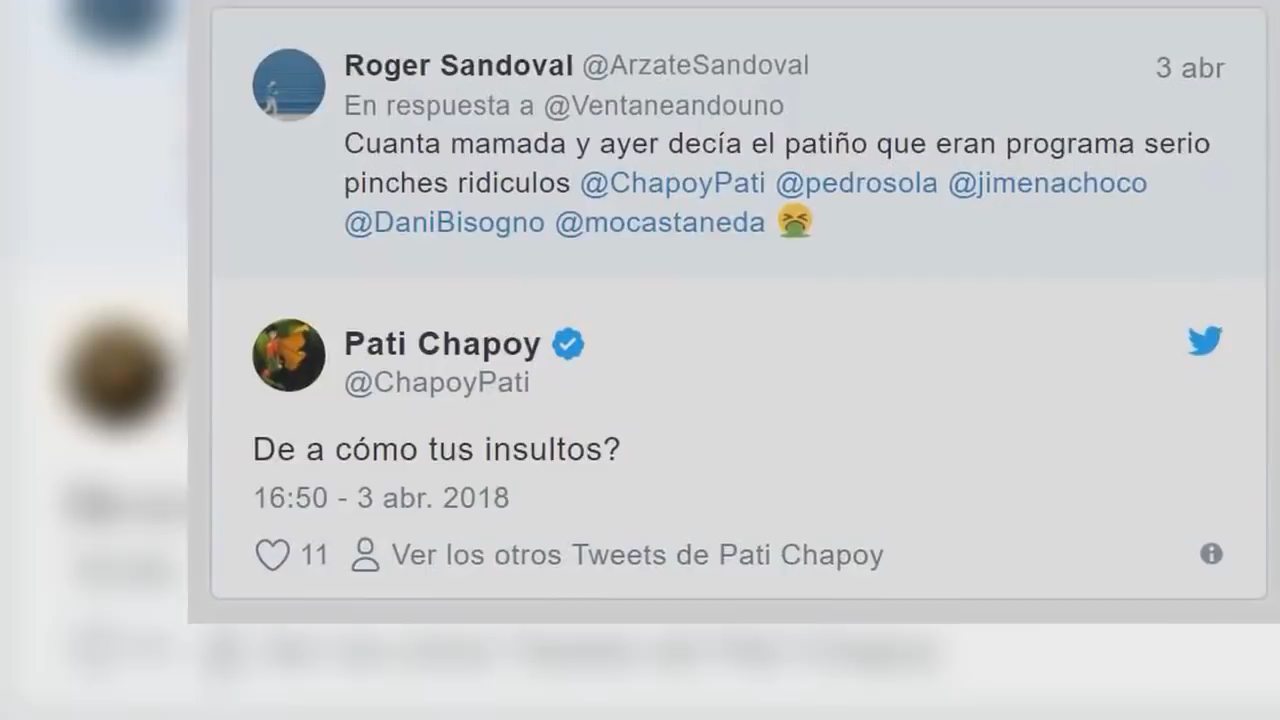 Roger Sandoval @ArzateSandoval
3 abr
En respuesta a @Ventaneandouno
Cuanta mamada y ayer decía el patiño que eran programa serio
pinches ridiculos @ChapoyPati @pedrosola @jimenachoco
@DaniBisogno @mocastaneda 🤮
Pati Chapoy
@ChapoyPati
De a cómo tus insultos?
16:50 - 3 abr. 2018
11 Ver los otros Tweets de Pati Chapoy